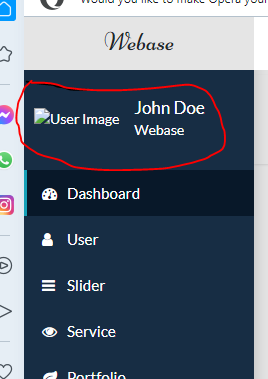 Would you like to make Opera your
Webase
User Image
John Doe
Webase
Dashboard
User
Slider
Service
Portfolio